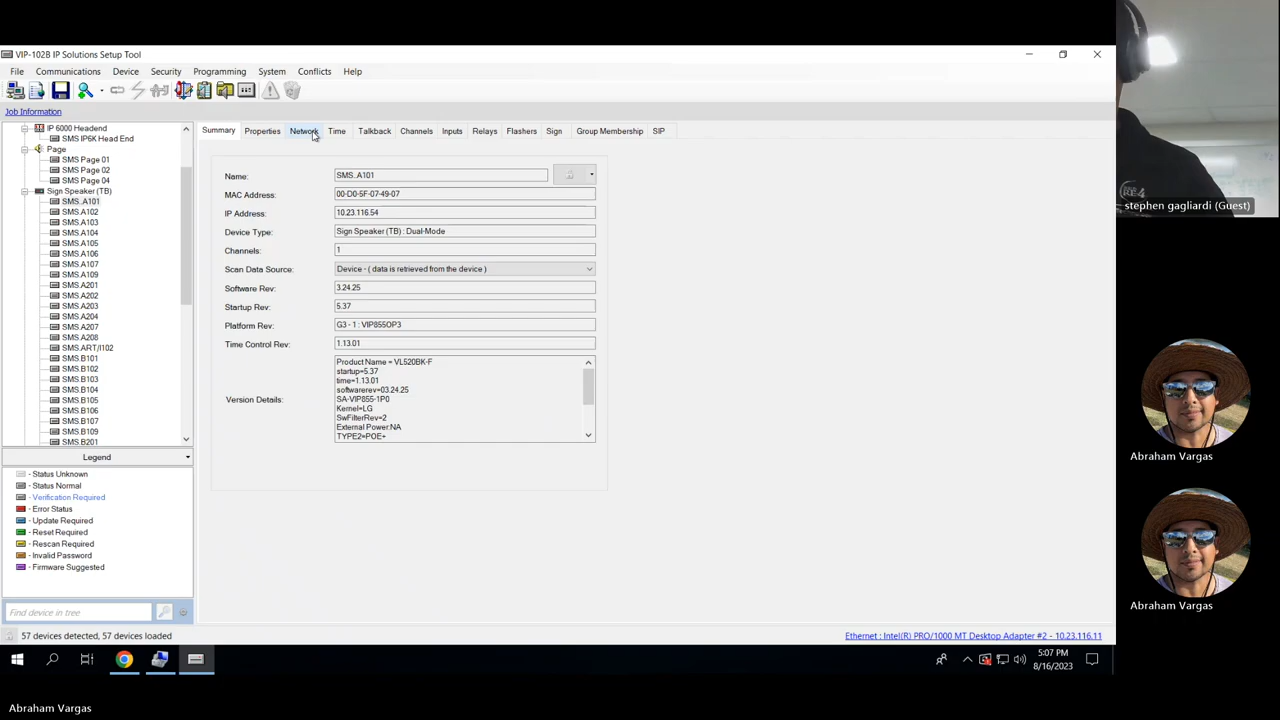 VIP-102B IP Solutions Setup Tool
File Communications Device Security Programming System Conflicts Help
Job Information
IP 6000 Headend
SMS IP6K Head End
Page
SMS Page 01
SMS Page 02
SMS Page 04
Sign Speaker (TB)
SMS..A101
SMS.A102
SMS.A103
SMS.A104
SMS.A105
SMS.A106
SMS.A107
SMS.A109
SMS.A201
SMS.A202
SMS.A203
SMS.A204
SMS.A207
SMS.A208
SMS.ART/I102
SMS.B101
SMS.B102
SMS.B103
SMS.B104
SMS.B105
SMS.B106
SMS.B107
SMS.B109
SMS.B201
Legend
- Status Unknown
- Status Normal
- Verification Required
- Error Status
- Update Required
- Reset Required
- Rescan Required
- Invalid Password
- Firmware Suggested
Find device in tree
57 devices detected, 57 devices loaded
Summary Properties Network Time Talkback Channels Inputs Relays Flashers Sign Group Membership SIP
Name: SMS..A101
MAC Address: 00-D0-5F-07-49-07
IP Address: 10.23.116.54
Device Type: Sign Speaker (TB) : Dual-Mode
Channels: 1
Scan Data Source: Device - ( data is retrieved from the device )
Software Rev: 3.24.25
Startup Rev: 5.37
Platform Rev: G3 - 1 : VIP855OP3
Time Control Rev: 1.13.01
Version Details:
Product Name = VL520BK-F
startup=5.37
time=1.13.01
softwarerev=03.24.25
SA-VIP855-1P0
Kernel=LG
SwFilterRev=2
External Power:NA
TYPE2=POE+
Ethernet : Intel(R) PRO/1000 MT Desktop Adapter #2 - 10.23.116.11
5:07 PM
8/16/2023
stephen gagliardi (Guest)
Abraham Vargas
Abraham Vargas
Abraham Vargas